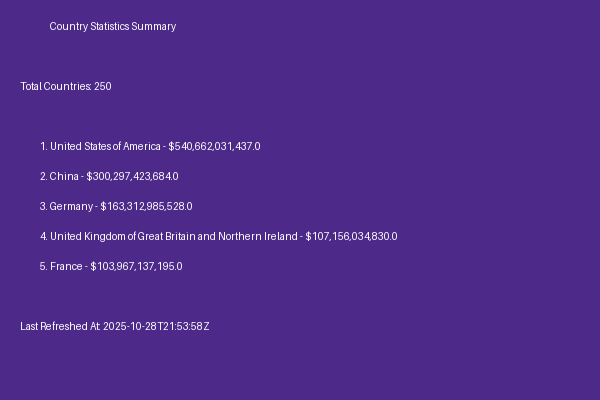 Country Statistics Summary
Total Countries: 250
1. United States of America - $540,662,031,437.0
2. China - $300,297,423,684.0
3. Germany - $163,312,985,528.0
4. United Kingdom of Great Britain and Northern Ireland - $107,156,034,830.0
5. France - $103,967,137,195.0
Last Refreshed At: 2025-10-28T21:53:58Z